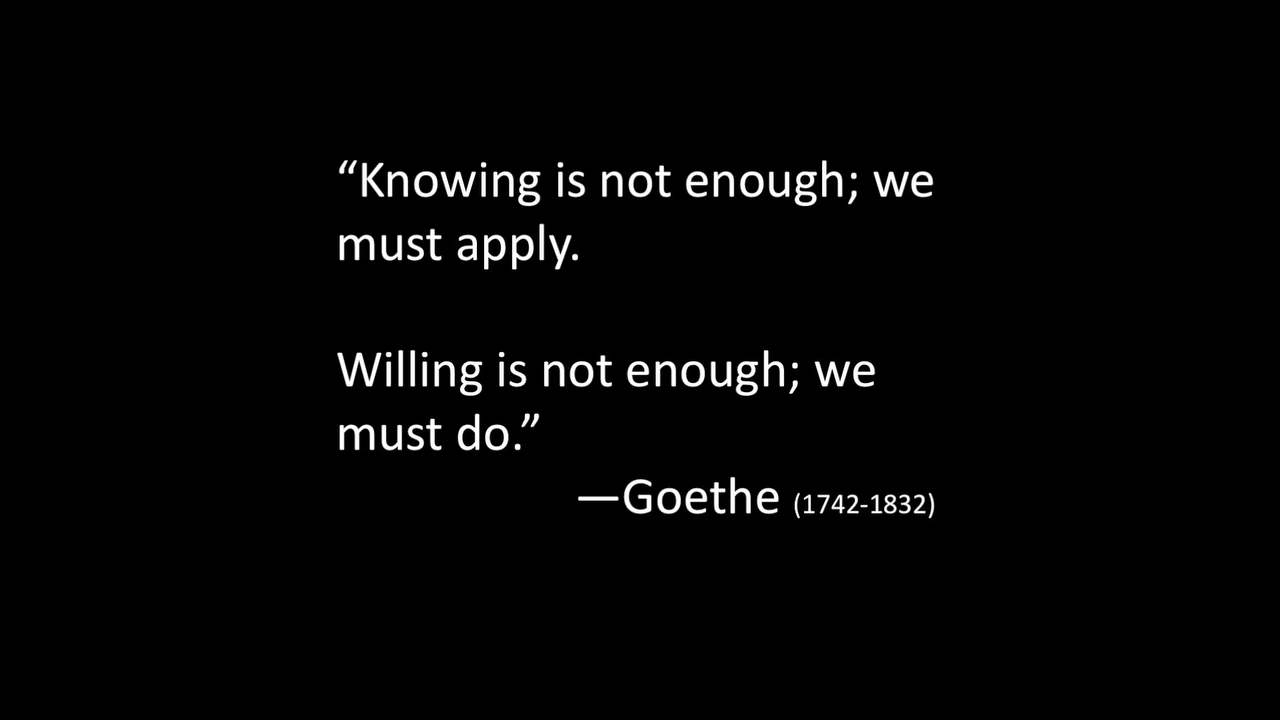 “Knowing is not enough; we
must apply.
Willing is not enough; we
must do.”
—Goethe (1742-1832)